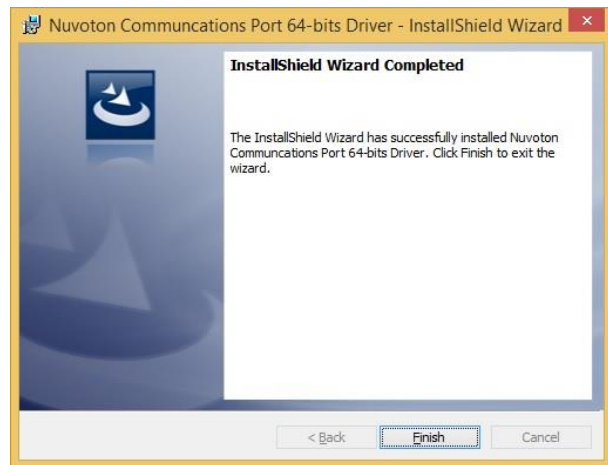 Nuvoton Communcations Port 64-bits Driver - InstallShield Wizard
InstallShield Wizard Completed
The InstallShield Wizard has successfully installed Nuvoton
Communcations Port 64-bits Driver. Click Finish to exit the
wizard.
< Back Finish Cancel